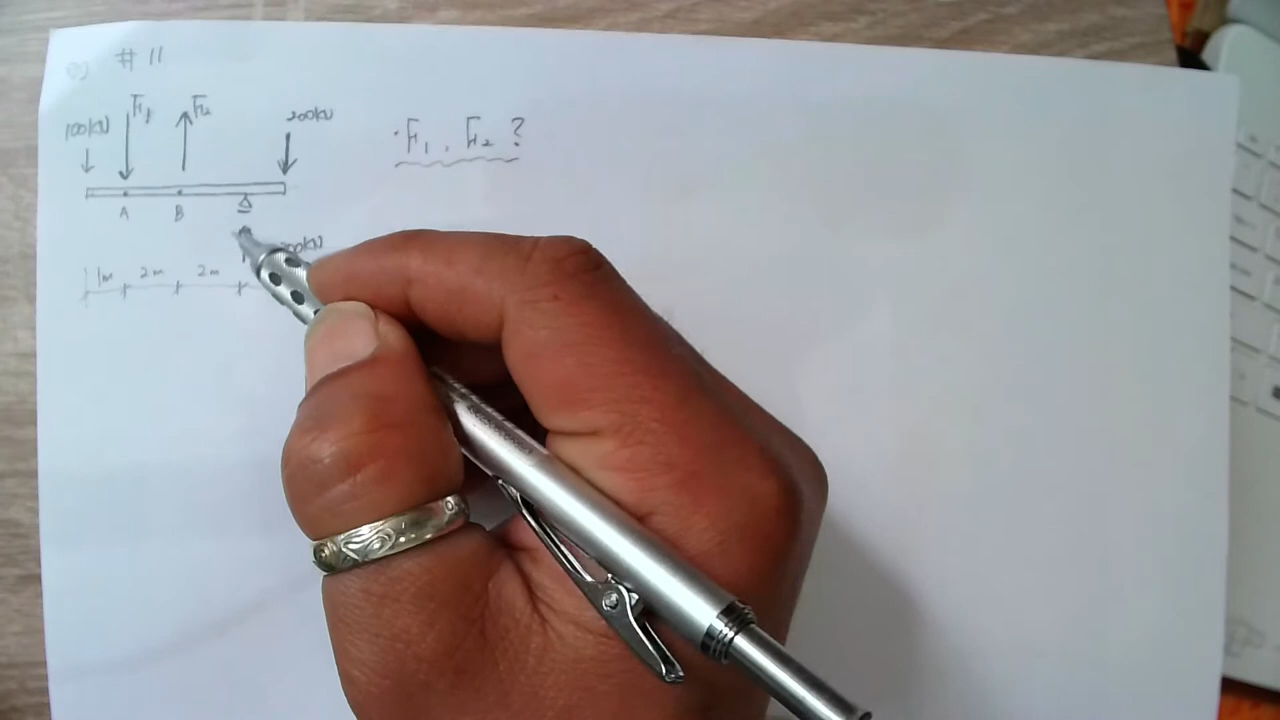 # 11
F₁ F₂
100kN 200kN
· F₁, F₂ ?
A B
1m 2m 2m